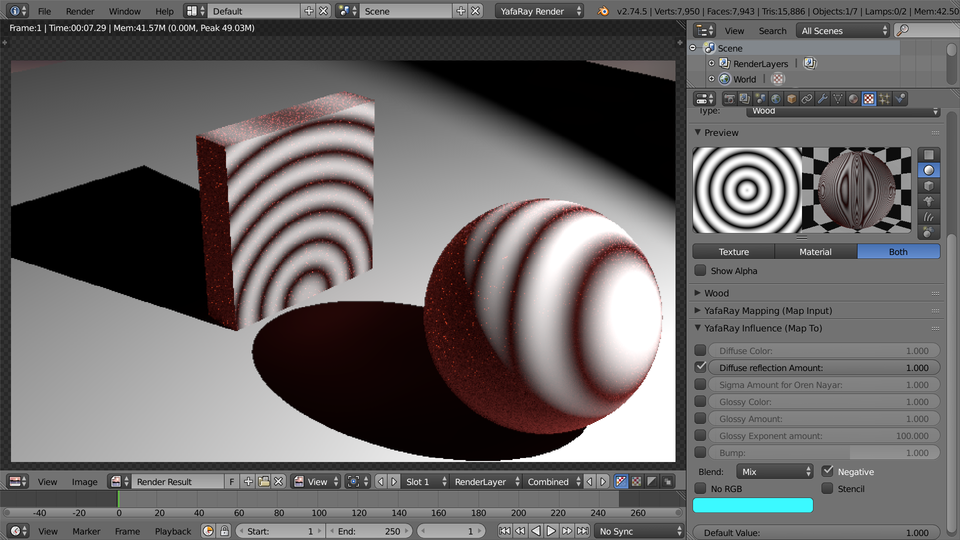 File Render Window Help Default Scene YafaRay Render v2.74.5 | Verts:7,950 | Faces:7,943 | Tris:15,886 | Objects:1/7 | Lamps:0/2 | Mem:42.50
Frame:1 | Time:00:07.29 | Mem:41.57M (0.00M, Peak 49.03M)
View Search All Scenes
Scene
RenderLayers
World
Type: Wood
Preview
Texture Material Both
Show Alpha
Wood
YafaRay Mapping (Map Input)
YafaRay Influence (Map To)
Diffuse Color: 1.000
Diffuse reflection Amount: 1.000
Sigma Amount for Oren Nayar: 1.000
Glossy Color: 1.000
Glossy Amount: 1.000
Glossy Exponent amount: 100.000
Bump: 1.000
Blend: Mix Negative
No RGB Stencil
Default Value: 1.000
View Image Render Result F View Slot 1 RenderLayer Combined
-40 -20 0 20 40 60 80 100 120 140 160 180 200 220 240 260
View Marker Frame Playback Start: 1 End: 250 1 No Sync